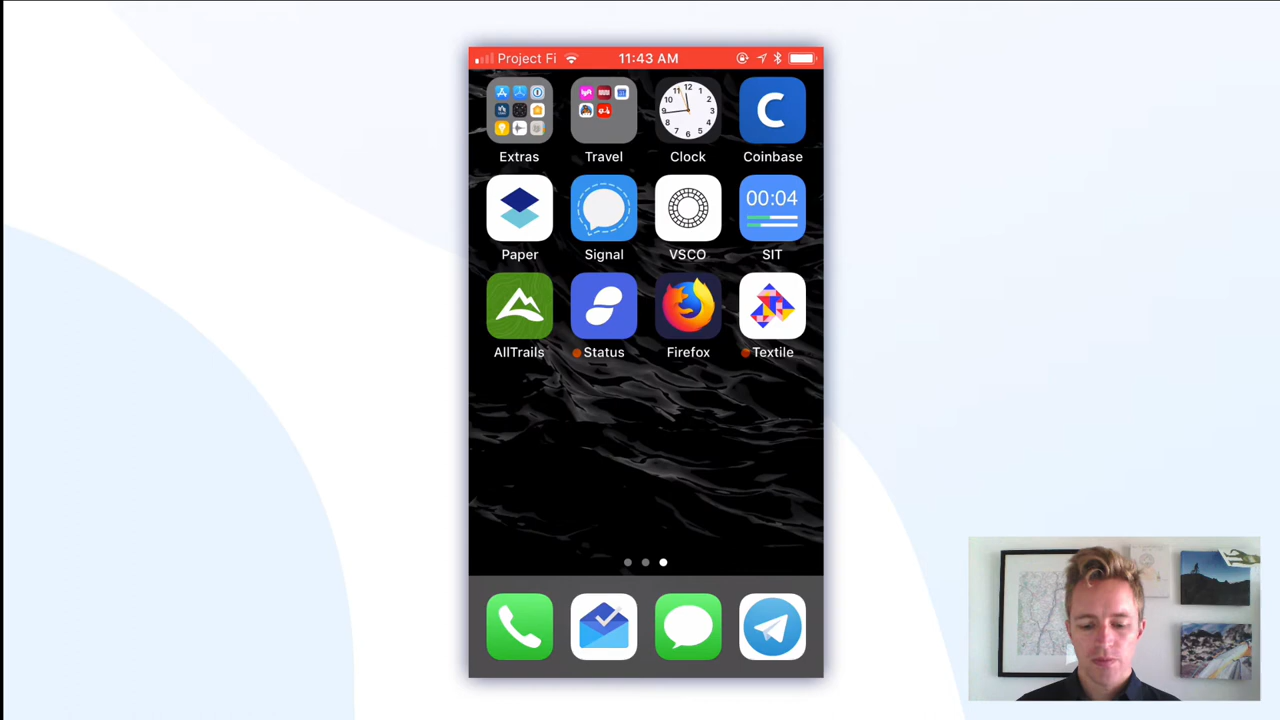 Project Fi 11:43 AM
Extras Travel Clock Coinbase
00:04
Paper Signal VSCO SIT
AllTrails Status Firefox Textile